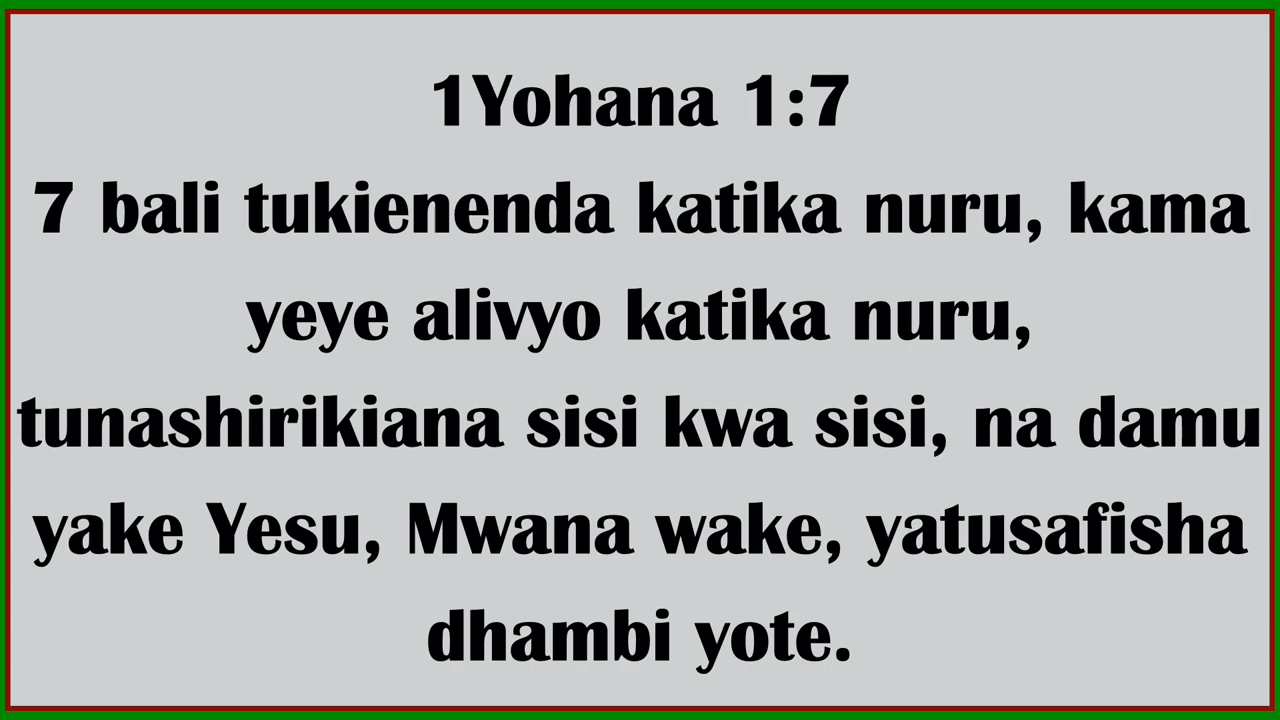 1Yohana 1:7
7 bali tukienenda katika nuru, kama
yeye alivyo katika nuru,
tunashirikiana sisi kwa sisi, na damu
yake Yesu, Mwana wake, yatusafisha
dhambi yote.